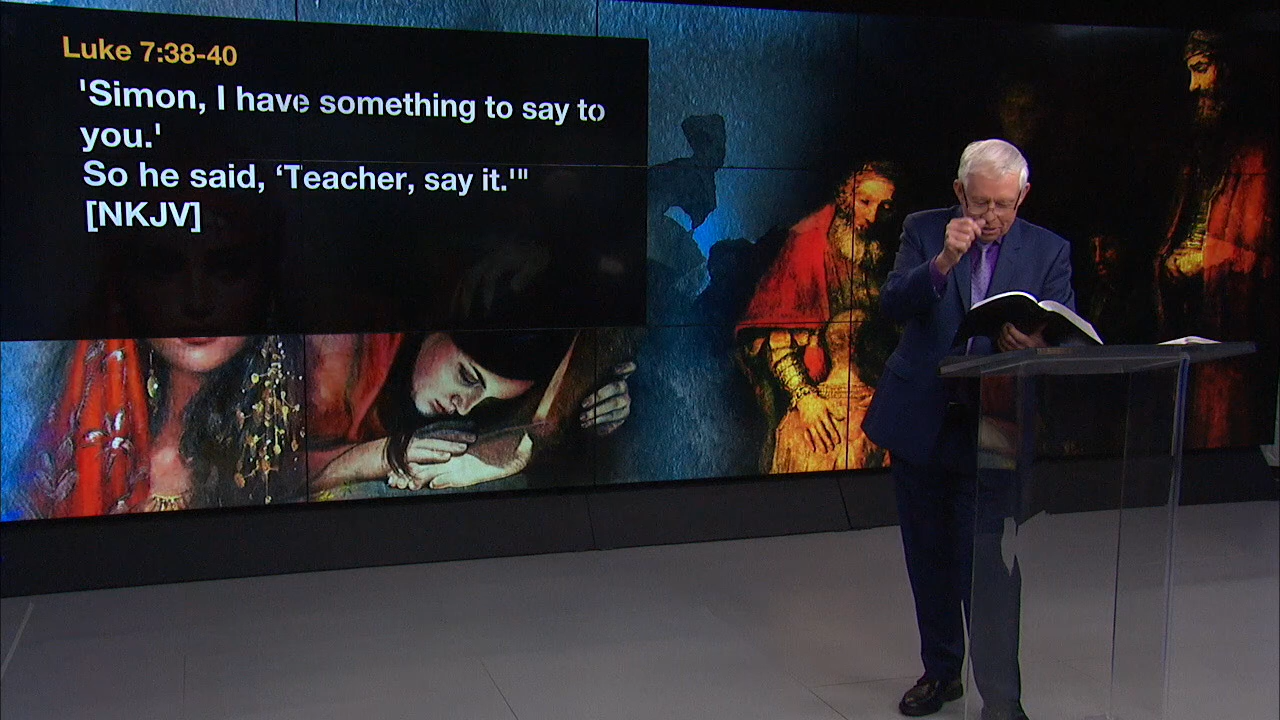 Luke 7:38-40
'Simon, I have something to say to
you.'
So he said, ‘Teacher, say it.'"
[NKJV]